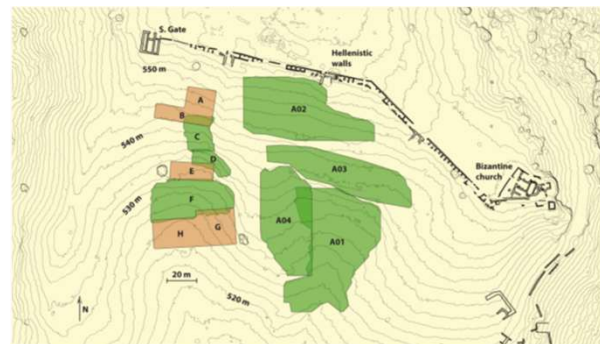 S. Gate
Hellenistic
walls
550 m
A
B
A02
C
540 m
D
A03
Bizantine
church
E
530 m
F
A04
G
H
A01
20 m
520 m
N